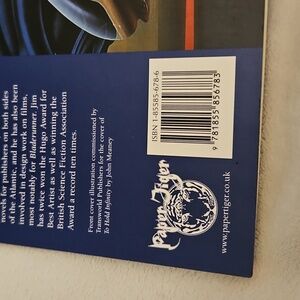 novels for publishers on both sides
of the Atlantic, and he has also been
involved in design work on films,
most notably for Bladerunner. Jim
has twice won the Hugo Award for
Best Artist as well as winning the
British Science Fiction Association
Award a record ten times.
Front cover illustration commissioned by
Transworld Publishers for the cover of
To Hold Infinity by John Meaney
ISBN 1-85585-678-6
9 781855 856783
Paper Tiger
www.papertiger.co.uk